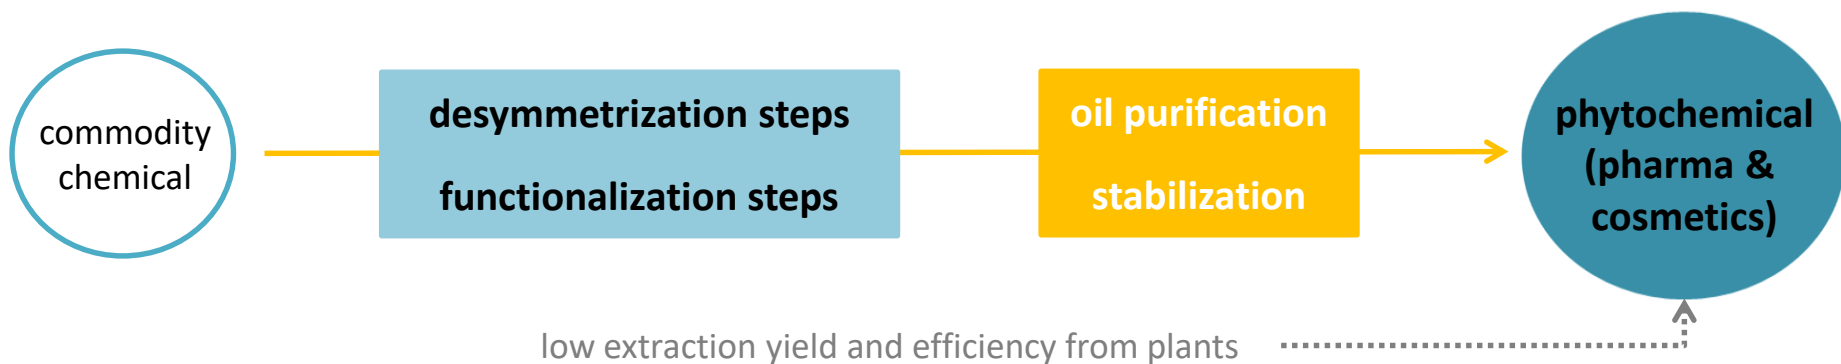 commodity
chemical
desymmetrization steps
functionalization steps
oil purification
stabilization
phytochemical
(pharma &
cosmetics)
low extraction yield and efficiency from plants